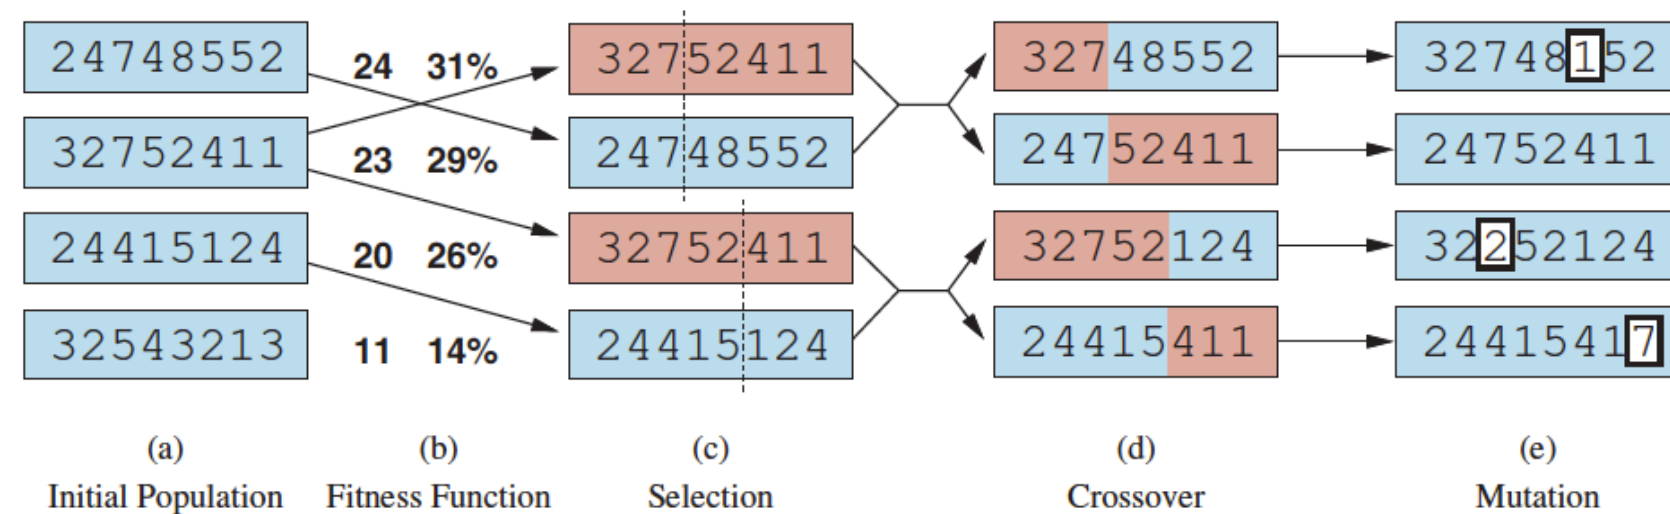 24748552 24 31% 32752411 32748552 32748152
32752411 23 29% 24748552 24752411 24752411
24415124 20 26% 32752411 32752124 32252124
32543213 11 14% 24415124 24415411 24415417
(a) (b) (c) (d) (e)
Initial Population Fitness Function Selection Crossover Mutation